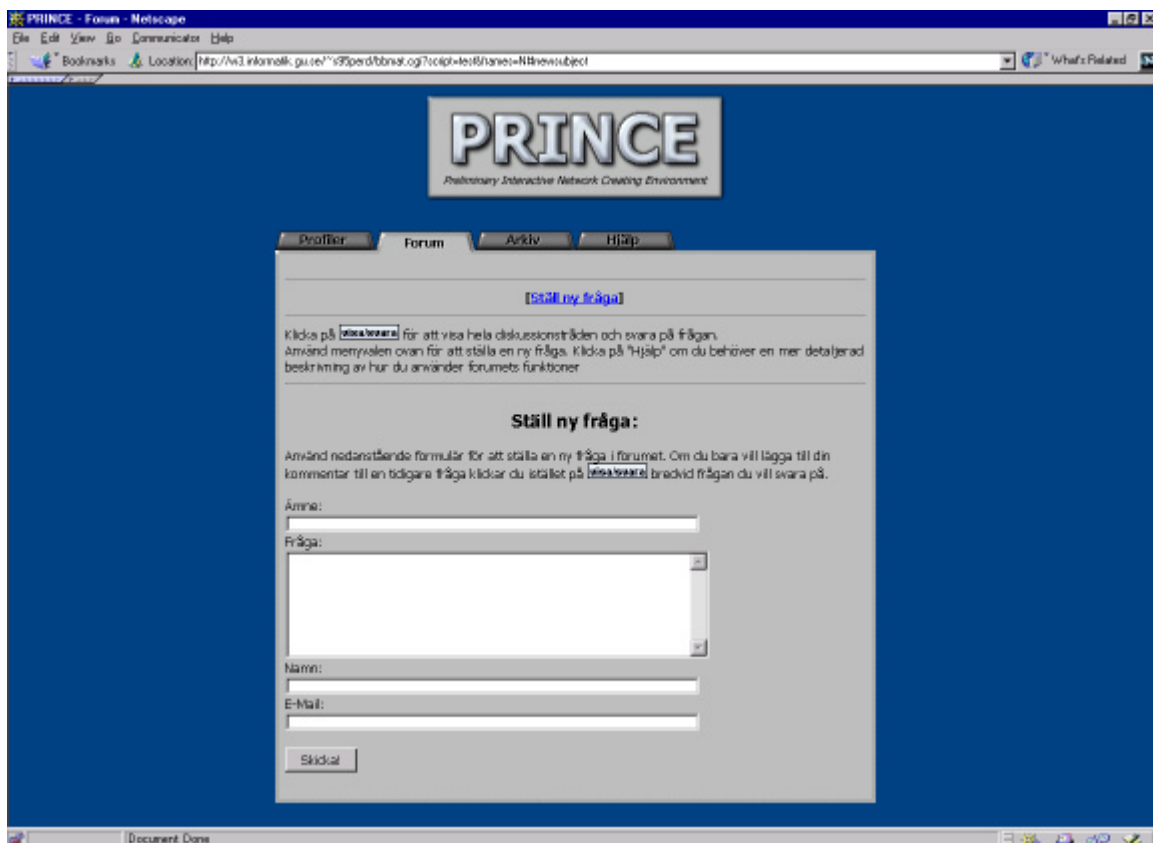 PRINCE - Forum - Netscape
File Edit View Go Communicator Help
Bookmarks Location: What's Related
PRINCE
Preliminary Interactive Network Creating Environment
Profiler Forum Arkiv Hjälp
[Ställ ny fråga]
Klicka på visa/svara för att visa hela diskussionstråden och svara på frågan.
Använd menyvalen ovan för att ställa en ny fråga. Klicka på "Hjälp" om du behöver en mer detaljerad
beskrivning av hur du använder forumets funktioner
Ställ ny fråga:
Använd nedanstående formulär för att ställa en ny fråga i forumet. Om du bara vill lägga till din
kommentar till en tidigare fråga klickar du istället på visa/svara bredvid frågan du vill svara på.
Ämne:
Fråga:
Namn:
E-Mail:
Skicka!
Document Done